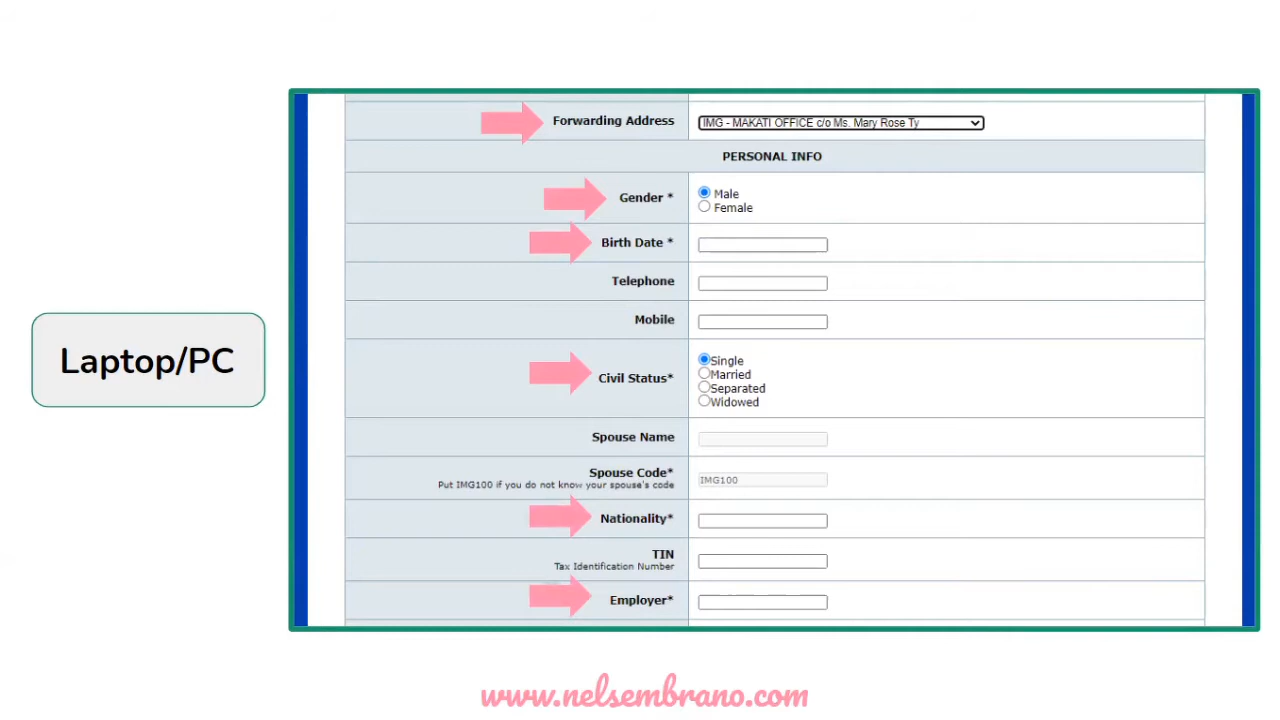 Forwarding Address
IMG - MAKATI OFFICE c/o Ms. Mary Rose Ty
PERSONAL INFO
Gender *
Male
Female
Birth Date *
Telephone
Mobile
Laptop/PC
Civil Status*
Single
Married
Separated
Widowed
Spouse Name
Spouse Code*
Put IMG100 if you do not know your spouse's code
IMG100
Nationality*
TIN
Tax Identification Number
Employer*
www.nelsembrano.com